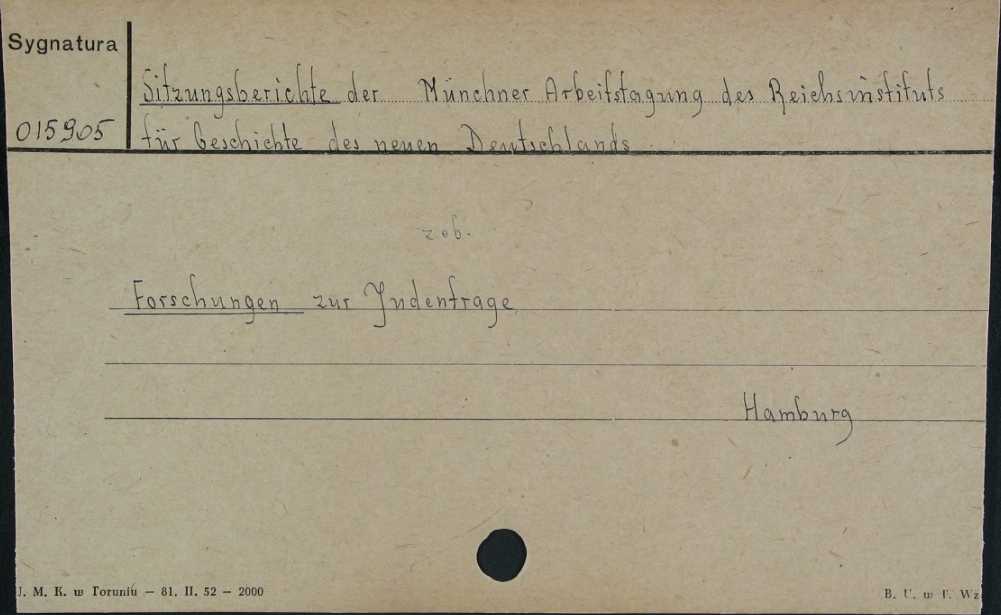 Sygnatura
015905
Sitzungsberichte der Münchner Arbeitstagung des Reichsinstituts
für Geschichte des neuen Deutschlands
zob.
Forschungen zur Judenfrage
Hamburg
J. M. K. w Toruniu — 81. II. 52 — 2000
B. U. w T. Wz